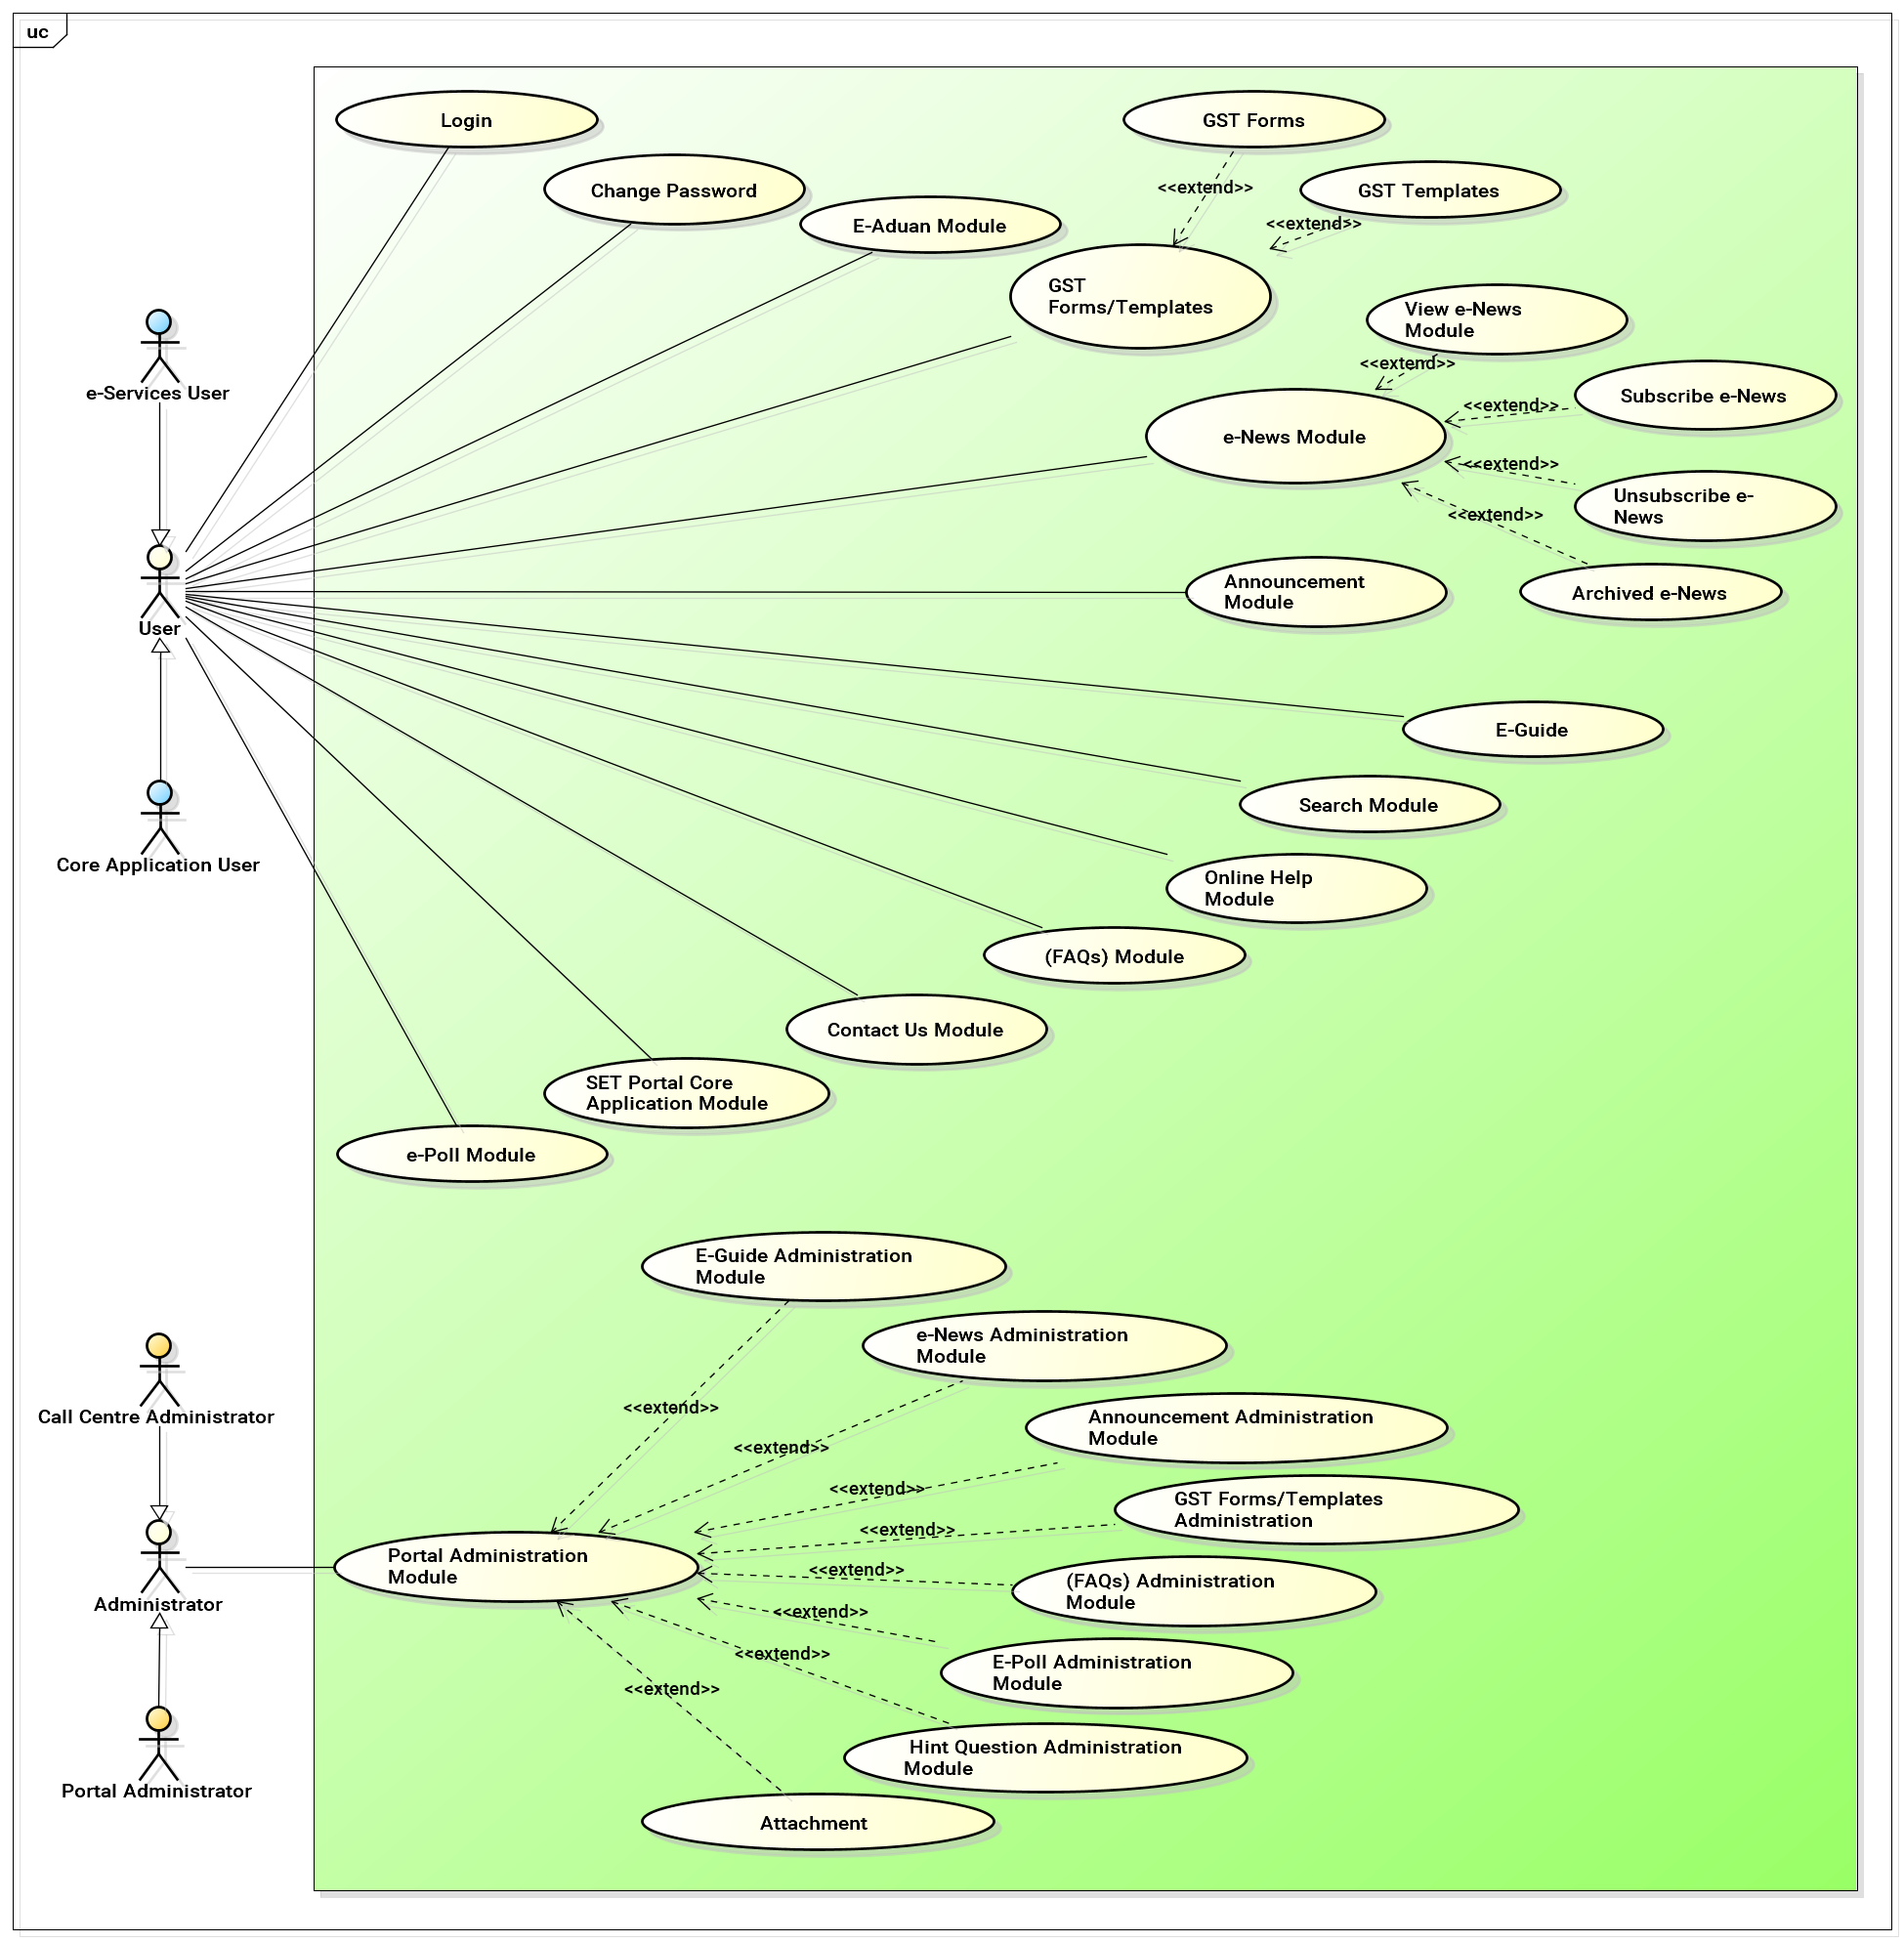 uc
Login
GST Forms
Change Password
<<extend>>
GST Templates
E-Aduan Module
<<extend>>
GST
Forms/Templates
View e-News
Module
<<extend>>
e-Services User
Subscribe e-News
<<extend>>
e-News Module
<<extend>>
Unsubscribe e-
News
<<extend>>
Announcement
Module
Archived e-News
User
E-Guide
Search Module
Core Application User
Online Help
Module
(FAQs) Module
Contact Us Module
SET Portal Core
Application Module
e-Poll Module
E-Guide Administration
Module
e-News Administration
Module
<<extend>>
Call Centre Administrator
Announcement Administration
Module
<<extend>>
<<extend>>
GST Forms/Templates
Administration
<<extend>>
Portal Administration
Module
<<extend>>
(FAQs) Administration
Module
Administrator
<<extend>>
<<extend>>
E-Poll Administration
Module
<<extend>>
Hint Question Administration
Module
Portal Administrator
Attachment